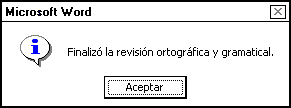 Microsoft Word
Finalizó la revisión ortográfica y gramatical.
Aceptar